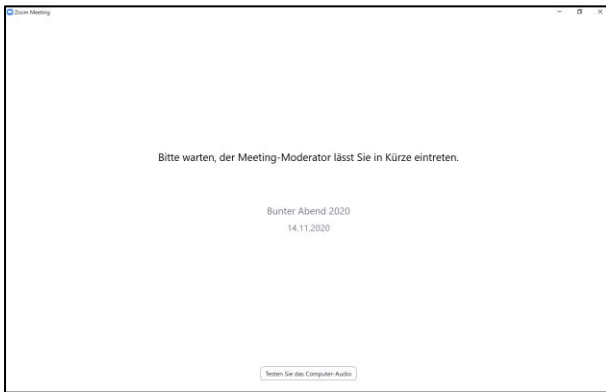 Zoom Meeting
Bitte warten, der Meeting-Moderator lässt Sie in Kürze eintreten.
Bunter Abend 2020
14.11.2020
Testen Sie das Computer-Audio